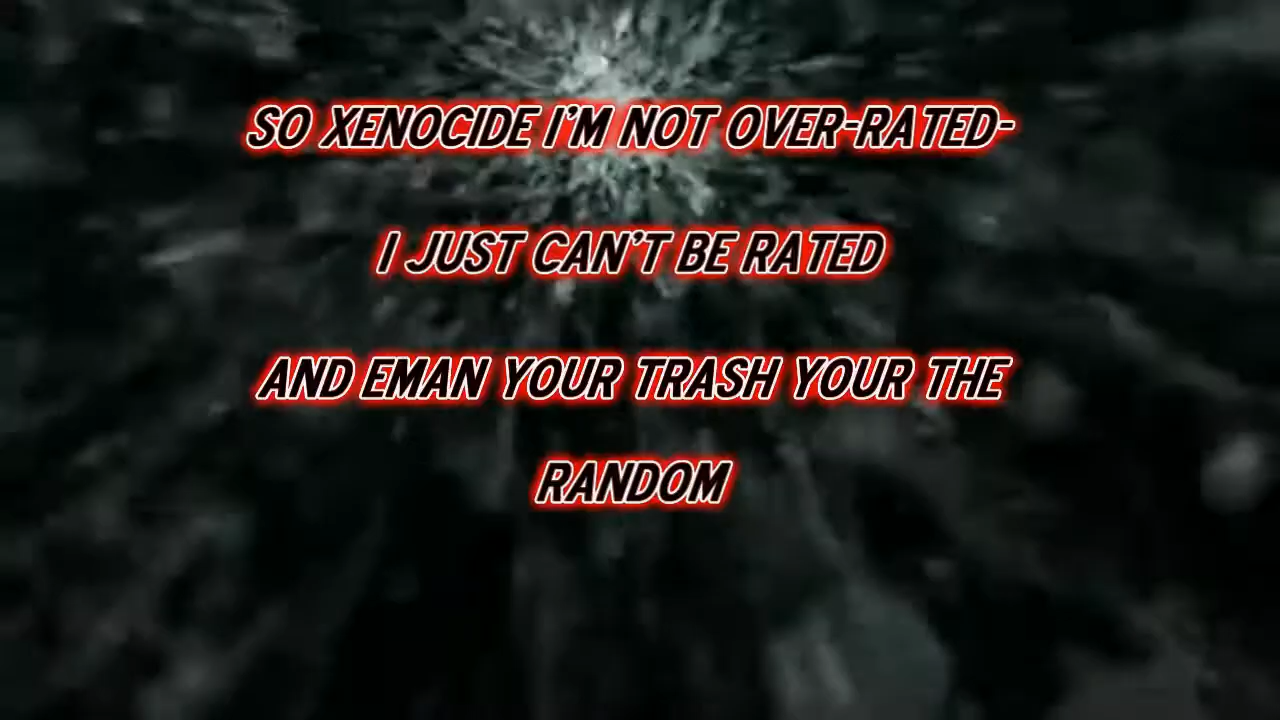 SO XENOCIDE I'M NOT OVER-RATED-
I JUST CAN'T BE RATED
AND EMAN YOUR TRASH YOUR THE
RANDOM